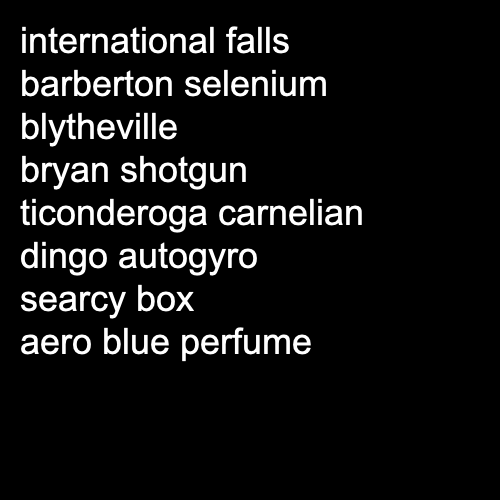 international falls
barberton selenium
blytheville
bryan shotgun
ticonderoga carnelian
dingo autogyro
searcy box
aero blue perfume